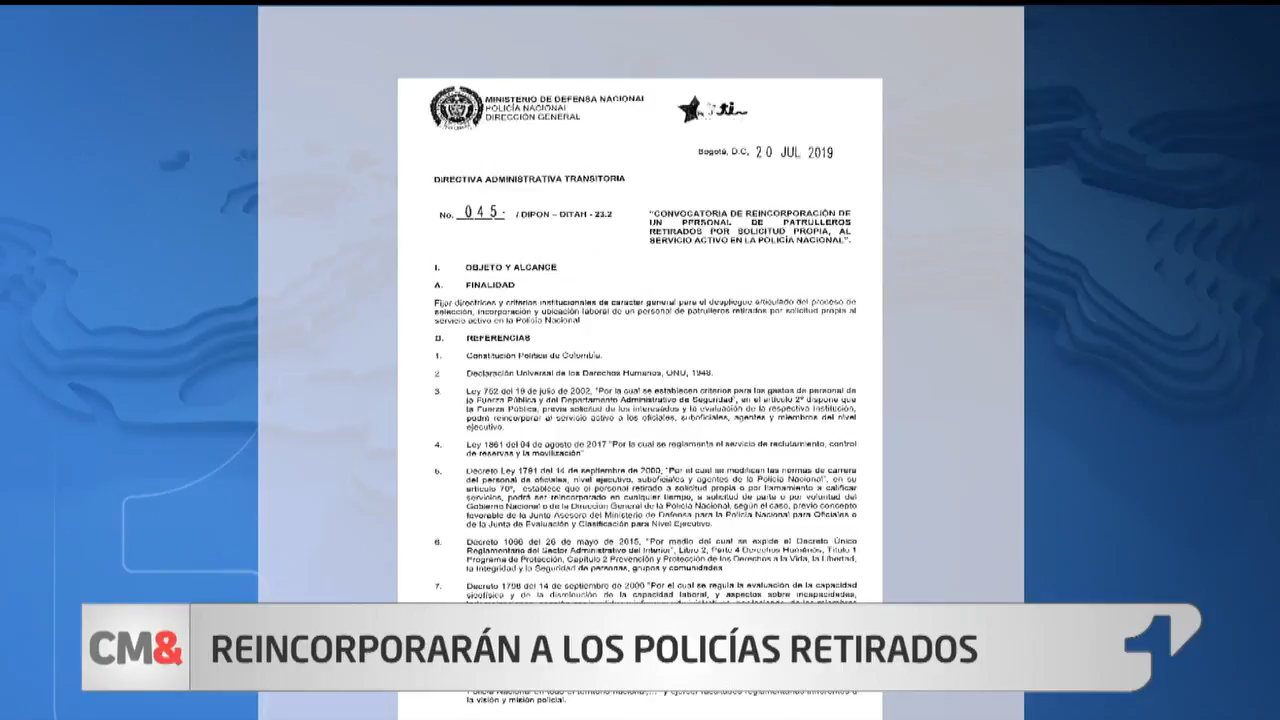 MINISTERIO DE DEFENSA NACIONAL
POLICÍA NACIONAL
DIRECCIÓN GENERAL
Bogotá, D.C, 20 JUL 2019
DIRECTIVA ADMINISTRATIVA TRANSITORIA
No. 045- / DIPON – DITAH - 23.2
"CONVOCATORIA DE REINCORPORACIÓN DE
UN PERSONAL DE PATRULLEROS
RETIRADOS POR SOLICITUD PROPIA, AL
SERVICIO ACTIVO EN LA POLICÍA NACIONAL".
I. OBJETO Y ALCANCE
A. FINALIDAD
Fijar directrices y criterios institucionales de carácter general para el despliegue articulado del proceso de
selección, incorporación y ubicación laboral de un personal de patrulleros retirados por solicitud propia al
servicio activo en la Policía Nacional
B. REFERENCIAS
1. Constitución Política de Colombia.
2. Declaración Universal de los Derechos Humanos, ONU, 1948.
3. Ley 752 del 19 de julio de 2002, "Por la cual se establecen criterios para los gastos de personal de
la Fuerza Pública y del Departamento Administrativo de Seguridad", en el artículo 2º dispone que
la Fuerza Pública, previa solicitud de los interesados y la evaluación de la respectiva Institución,
podrá reincorporar al servicio activo a los oficiales, suboficiales, agentes y miembros del nivel
ejecutivo.
4. Ley 1861 del 04 de agosto de 2017 "Por la cual se reglamenta el servicio de reclutamiento, control
de reservas y la movilización"
5. Decreto Ley 1791 del 14 de septiembre de 2000, "Por el cual se modifican las normas de carrera
del personal de oficiales, nivel ejecutivo, suboficiales y agentes de la Policía Nacional", en su
artículo 70º, establece que el personal retirado a solicitud propia o por llamamiento a calificar
servicios, podrá ser reincorporado en cualquier tiempo, a solicitud de parte o por voluntad del
Gobierno Nacional o de la Dirección General de la Policía Nacional, según el caso, previo concepto
favorable de la Junta Asesora del Ministerio de Defensa para la Policía Nacional para Oficiales o
de la Junta de Evaluación y Clasificación para Nivel Ejecutivo.
6. Decreto 1066 del 26 de mayo de 2015, "Por medio del cual se expide el Decreto Único
Reglamentario del Sector Administrativo del Interior", Libro 2, Parte 4 Derechos Humanos, Título 1
Programa de Protección, Capítulo 2 Prevención y Protección de los Derechos a la Vida, la Libertad,
la Integridad y la Seguridad de personas, grupos y comunidades
7. Decreto 1796 del 14 de septiembre de 2000 "Por el cual se regula la evaluación de la capacidad
sicofísica y de la disminución de la capacidad laboral, y aspectos sobre incapacidades,
CM& REINCORPORARÁN A LOS POLICÍAS RETIRADOS 1
la visión y misión policial.